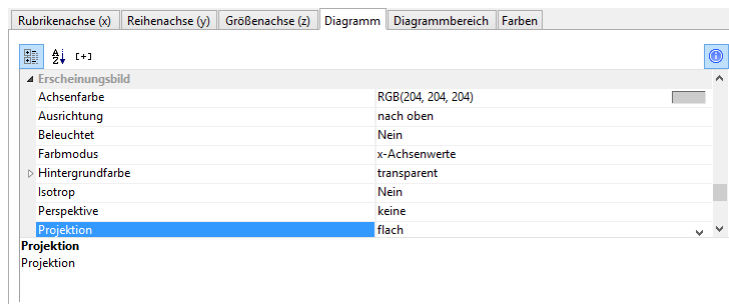 Rubrikenachse (x) Reihenachse (y) Größenachse (z) Diagramm Diagrammbereich Farben
A Z [+]
Erscheinungsbild
Achsenfarbe RGB(204, 204, 204)
Ausrichtung nach oben
Beleuchtet Nein
Farbmodus x-Achsenwerte
Hintergrundfarbe transparent
Isotrop Nein
Perspektive keine
Projektion flach
Projektion
Projektion